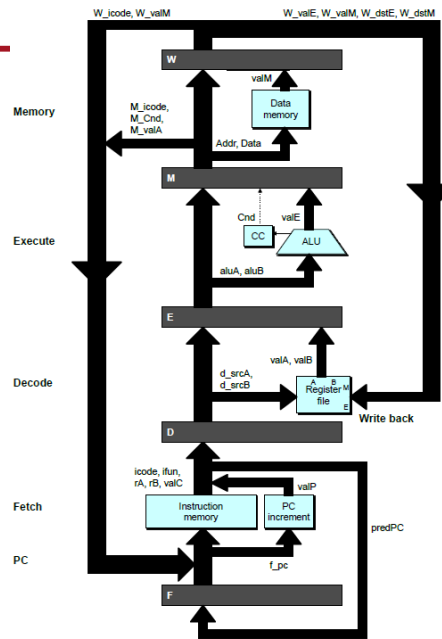 W_icode, W_valM
W_valE, W_valM, W_dstE, W_dstM
W
valM
Memory
Data
memory
M_icode,
M_Cnd,
M_valA
Addr, Data
M
Cnd
valE
Execute
CC
ALU
aluA, aluB
E
valA, valB
Decode
d_srcA,
d_srcB
A B
M
Register
file
E
Write back
D
icode, ifun,
rA, rB, valC
valP
Fetch
Instruction
memory
PC
increment
predPC
PC
f_pc
F